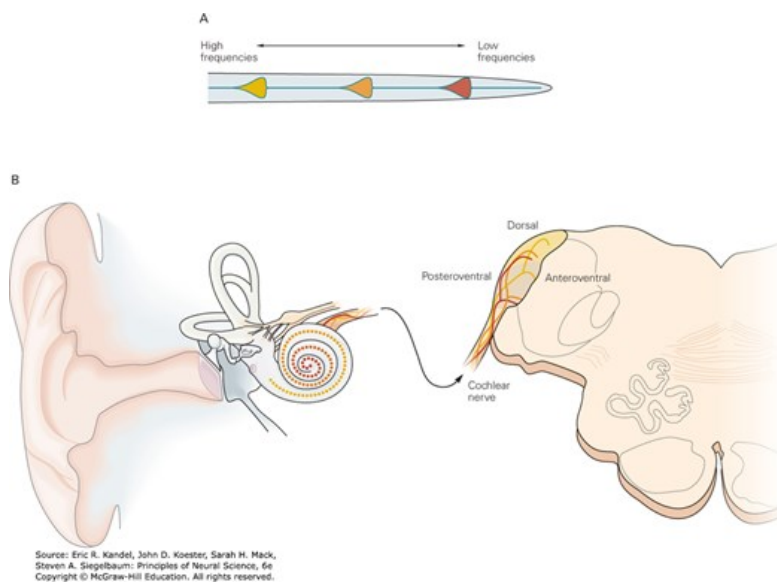 A
High
frequencies
Low
frequencies
B
Dorsal
Posteroventral
Anteroventral
Cochlear
nerve
Source: Eric R. Kandel, John D. Koester, Sarah H. Mack,
Steven A. Siegelbaum: Principles of Neural Science, 6e
Copyright © McGraw-Hill Education. All rights reserved.